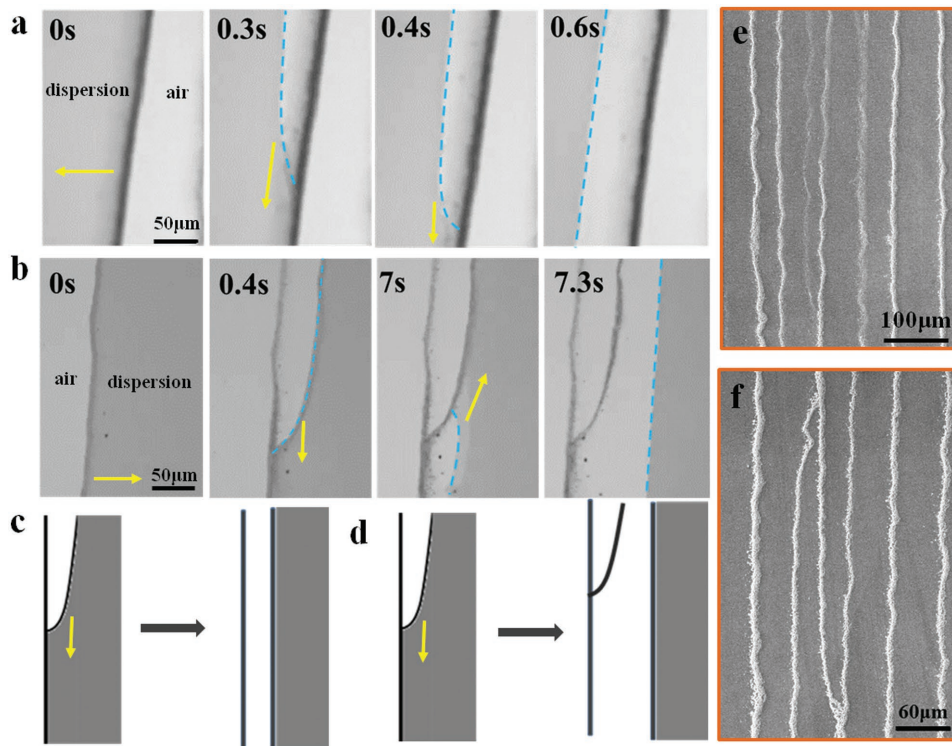 a
0s
dispersion
air
50μm
0.3s
0.4s
0.6s
b
0s
air
dispersion
50μm
0.4s
7s
7.3s
c
d
e
100μm
f
60μm